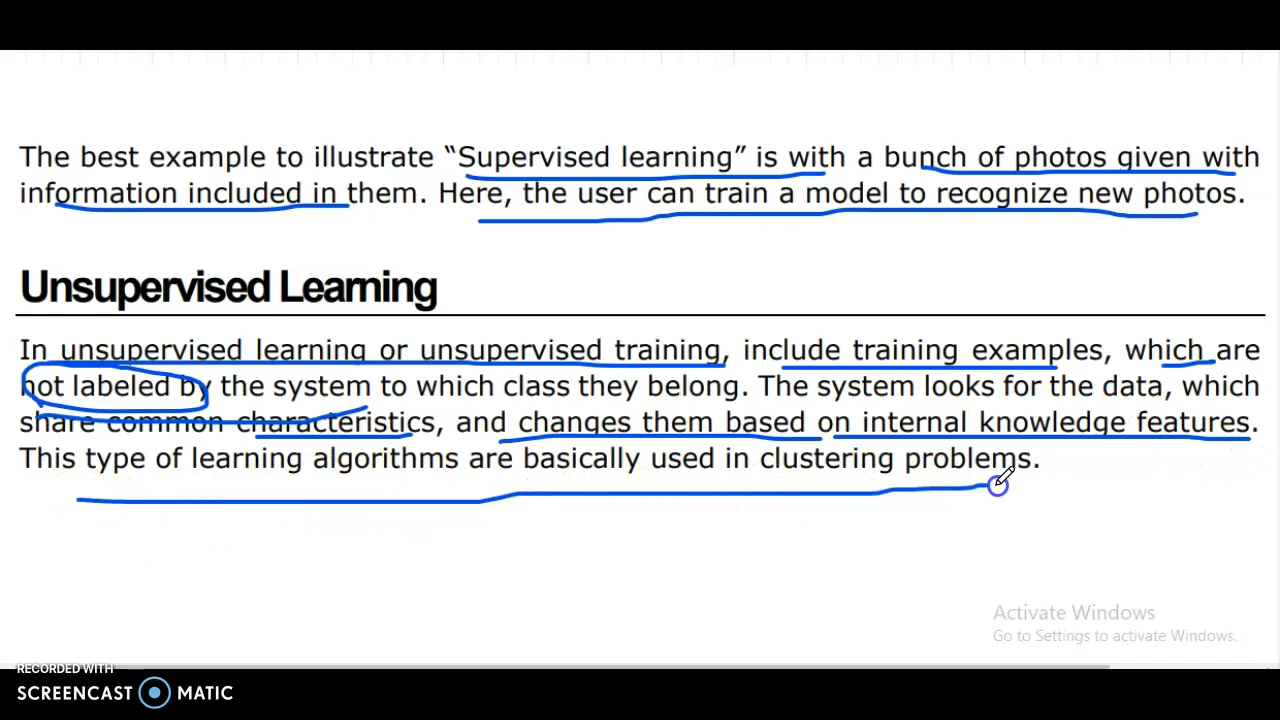 The best example to illustrate “Supervised learning” is with a bunch of photos given with
information included in them. Here, the user can train a model to recognize new photos.
Unsupervised Learning
In unsupervised learning or unsupervised training, include training examples, which are
not labeled by the system to which class they belong. The system looks for the data, which
share common characteristics, and changes them based on internal knowledge features.
This type of learning algorithms are basically used in clustering problems.
Activate Windows
Go to Settings to activate Windows.
RECORDED WITH
SCREENCAST MATIC